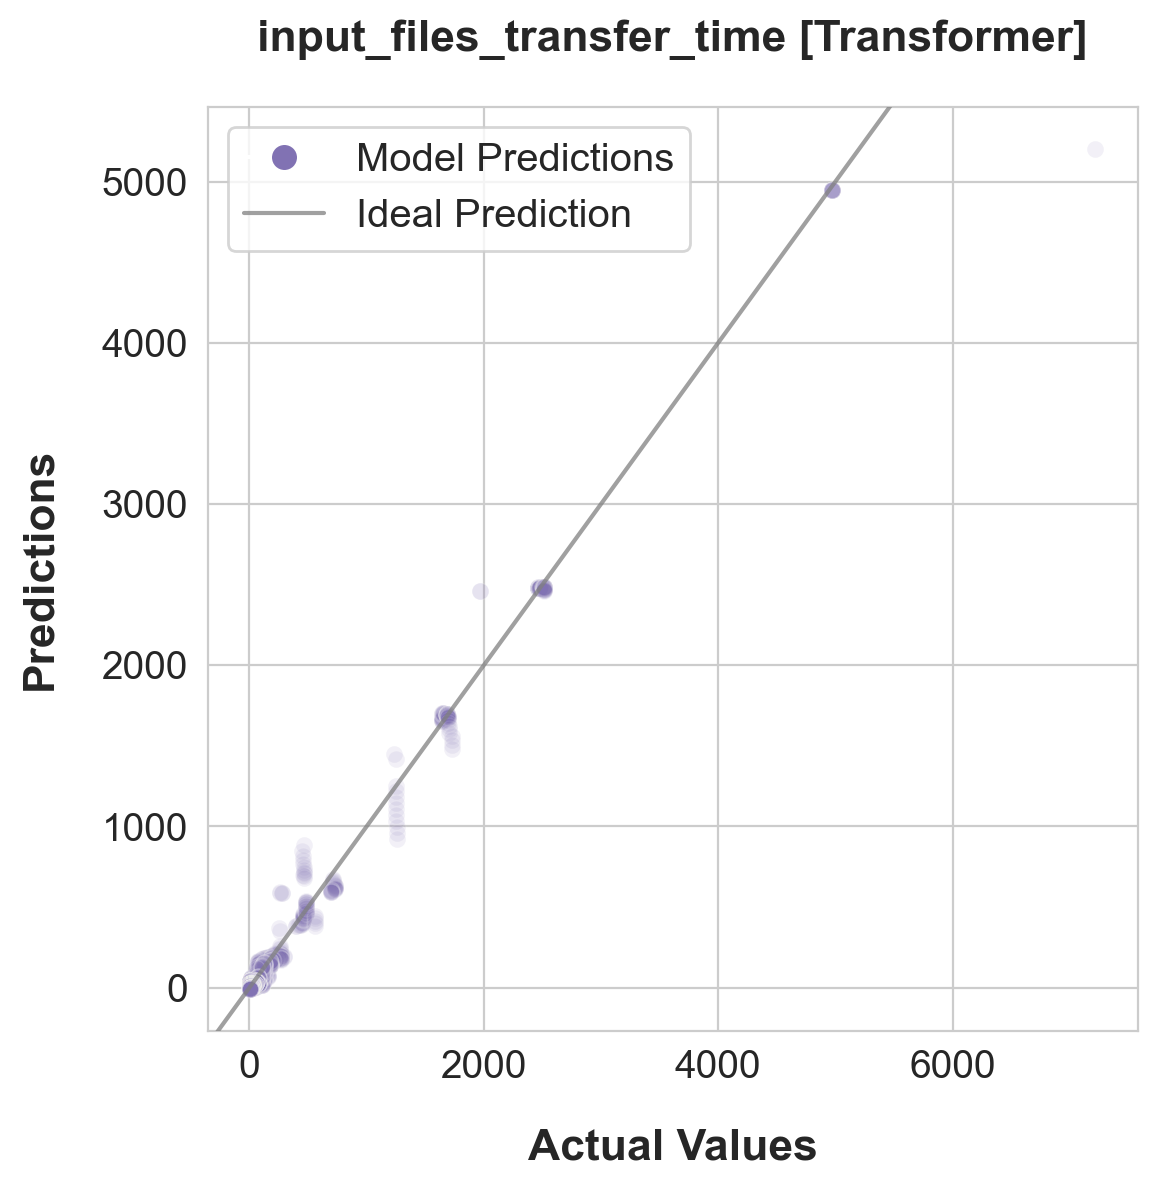 input_files_transfer_time [Transformer]
Model Predictions
Ideal Prediction
5000
4000
3000
2000
1000
0
Predictions
0 2000 4000 6000
Actual Values